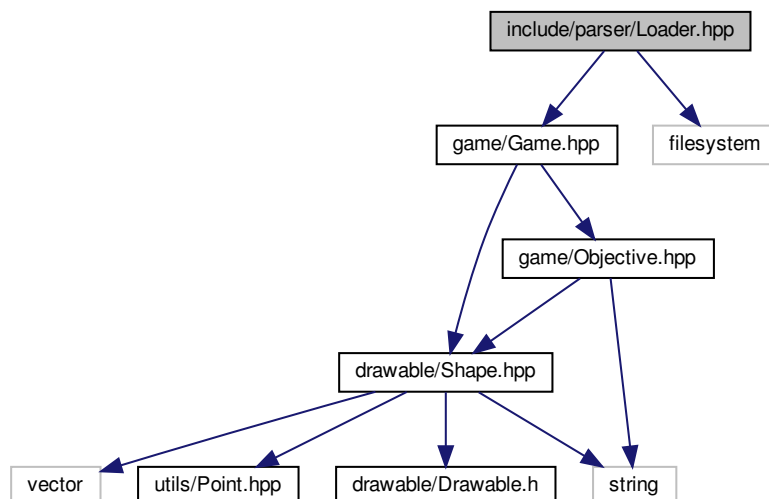 include/parser/Loader.hpp
game/Game.hpp
filesystem
game/Objective.hpp
drawable/Shape.hpp
vector
utils/Point.hpp
drawable/Drawable.h
string